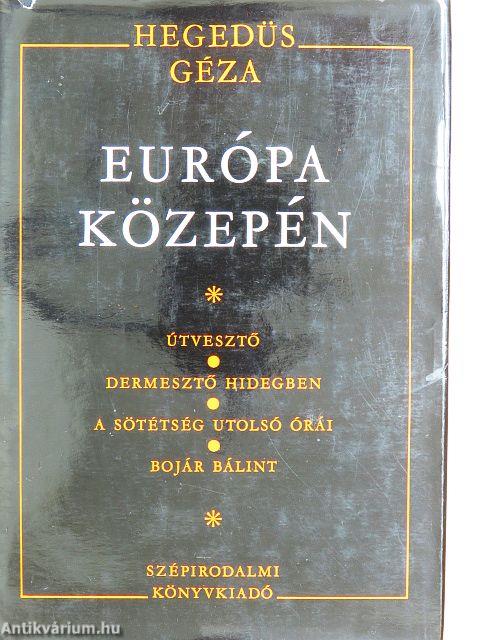 HEGEDÜS
GÉZA
EURÓPA
KÖZEPÉN
*
ÚTVESZTŐ
●
DERMESZTŐ HIDEGBEN
●
A SÖTÉTSÉG UTOLSÓ ÓRÁI
●
BOJÁR BÁLINT
*
SZÉPIRODALMI
KÖNYVKIADÓ
Antikvárium.hu